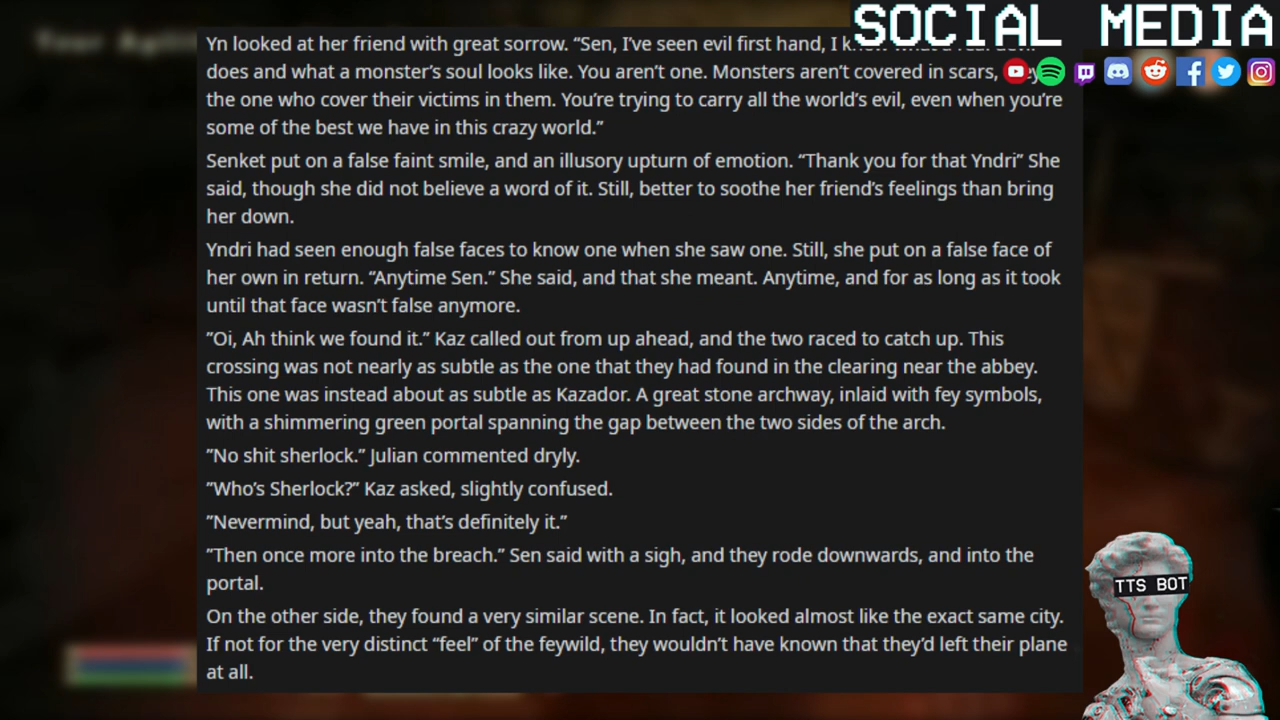 SOCIAL MEDIA
Yn looked at her friend with great sorrow. “Sen, I’ve seen evil first hand, I
does and what a monster’s soul looks like. You aren’t one. Monsters aren’t covered in scars,
the one who cover their victims in them. You’re trying to carry all the world’s evil, even when you’re
some of the best we have in this crazy world.”
Senket put on a false faint smile, and an illusory upturn of emotion. “Thank you for that Yndri” She
said, though she did not believe a word of it. Still, better to soothe her friend’s feelings than bring
her down.
Yndri had seen enough false faces to know one when she saw one. Still, she put on a false face of
her own in return. “Anytime Sen.” She said, and that she meant. Anytime, and for as long as it took
until that face wasn’t false anymore.
”Oi, Ah think we found it.” Kaz called out from up ahead, and the two raced to catch up. This
crossing was not nearly as subtle as the one that they had found in the clearing near the abbey.
This one was instead about as subtle as Kazador. A great stone archway, inlaid with fey symbols,
with a shimmering green portal spanning the gap between the two sides of the arch.
”No shit sherlock.” Julian commented dryly.
”Who’s Sherlock?” Kaz asked, slightly confused.
”Nevermind, but yeah, that’s definitely it.”
”Then once more into the breach.” Sen said with a sigh, and they rode downwards, and into the
portal.
On the other side, they found a very similar scene. In fact, it looked almost like the exact same city.
If not for the very distinct “feel” of the feywild, they wouldn’t have known that they’d left their plane
at all.
TTS BOT